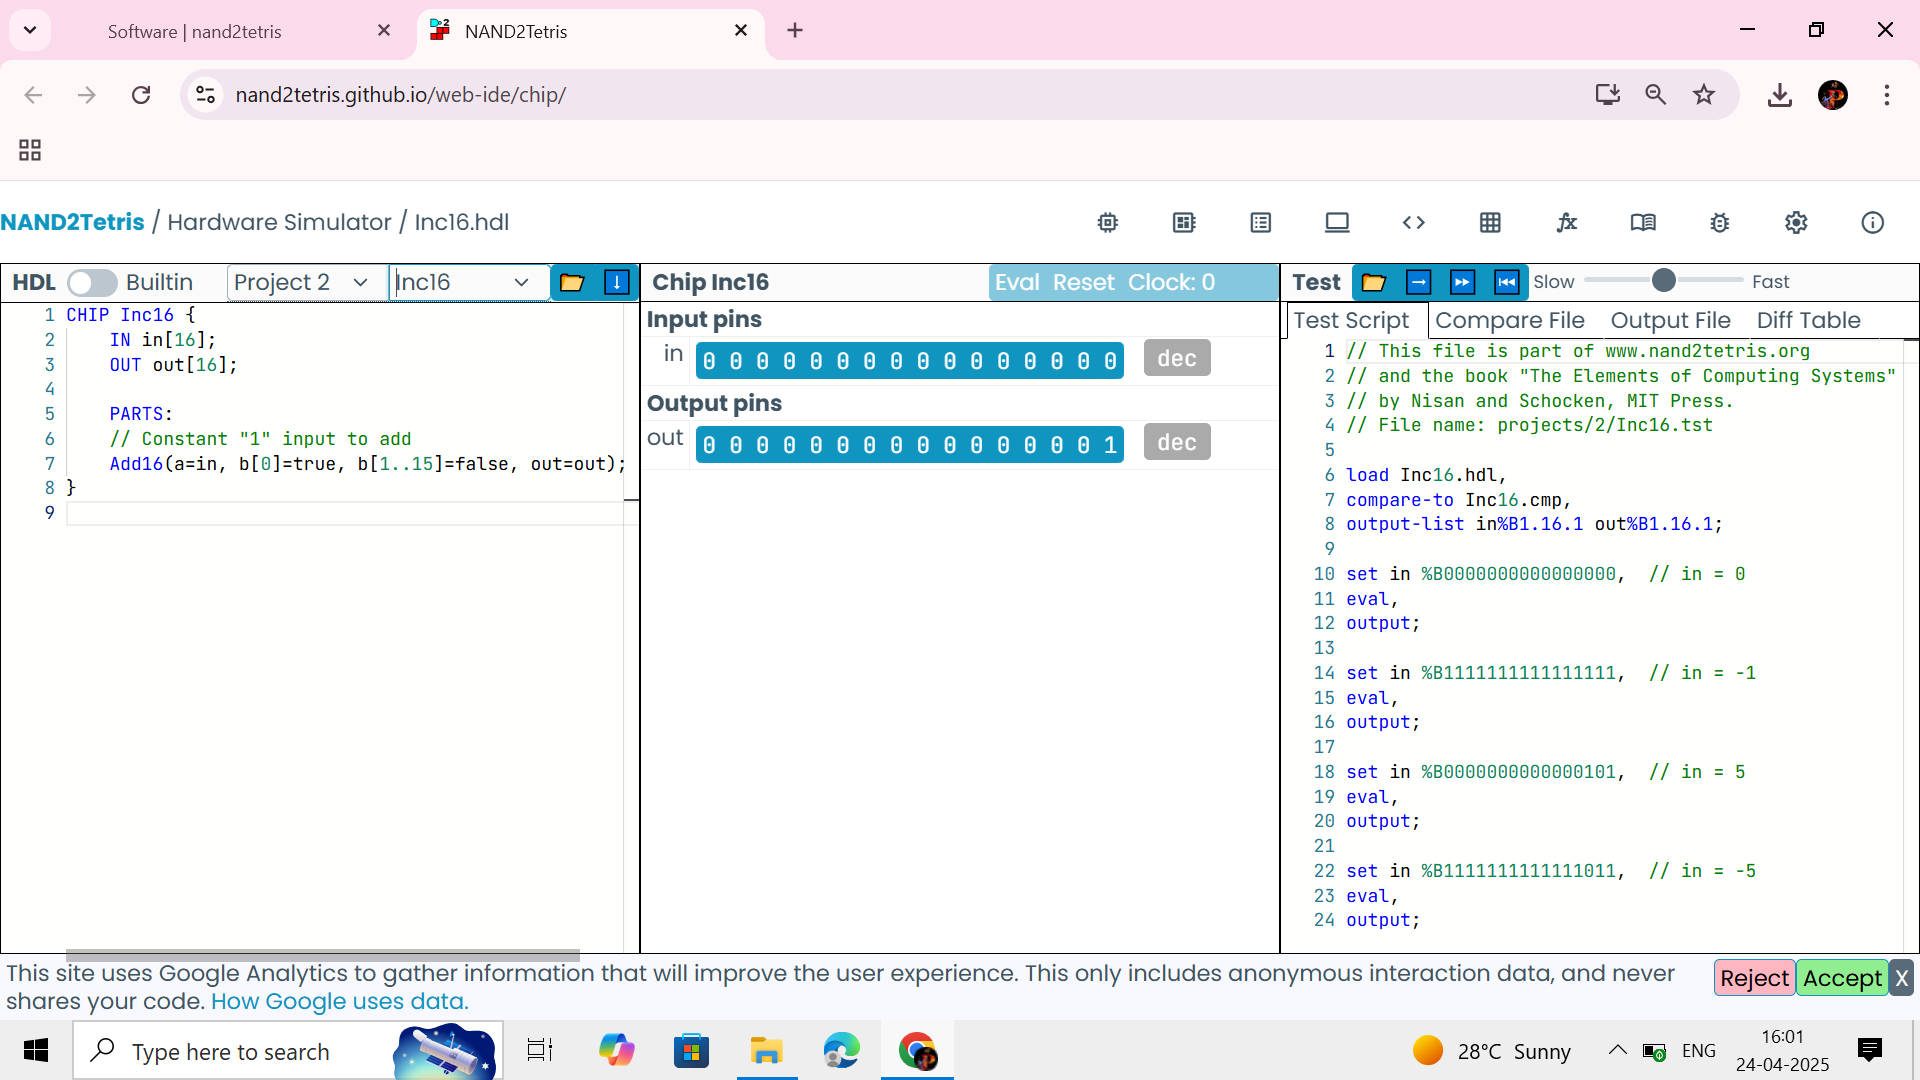 Software | nand2tetris
NAND2Tetris
nand2tetris.github.io/web-ide/chip/
NAND2Tetris / Hardware Simulator / Inc16.hdl
HDL Builtin Project 2 Inc16
1 CHIP Inc16 {
2 IN in[16];
3 OUT out[16];
4
5 PARTS:
6 // Constant "1" input to add
7 Add16(a=in, b[0]=true, b[1..15]=false, out=out);
8 }
9
Chip Inc16 Eval Reset Clock: 0
Input pins
in 0 0 0 0 0 0 0 0 0 0 0 0 0 0 0 0 dec
Output pins
out 0 0 0 0 0 0 0 0 0 0 0 0 0 0 0 1 dec
Test Slow Fast
Test Script Compare File Output File Diff Table
1 // This file is part of www.nand2tetris.org
2 // and the book "The Elements of Computing Systems"
3 // by Nisan and Schocken, MIT Press.
4 // File name: projects/2/Inc16.tst
5
6 load Inc16.hdl,
7 compare-to Inc16.cmp,
8 output-list in%B1.16.1 out%B1.16.1;
9
10 set in %B0000000000000000, // in = 0
11 eval,
12 output;
13
14 set in %B1111111111111111, // in = -1
15 eval,
16 output;
17
18 set in %B0000000000000101, // in = 5
19 eval,
20 output;
21
22 set in %B1111111111111011, // in = -5
23 eval,
24 output;
This site uses Google Analytics to gather information that will improve the user experience. This only includes anonymous interaction data, and never
shares your code. How Google uses data.
Reject Accept X
Type here to search
28°C Sunny
ENG
16:01
24-04-2025